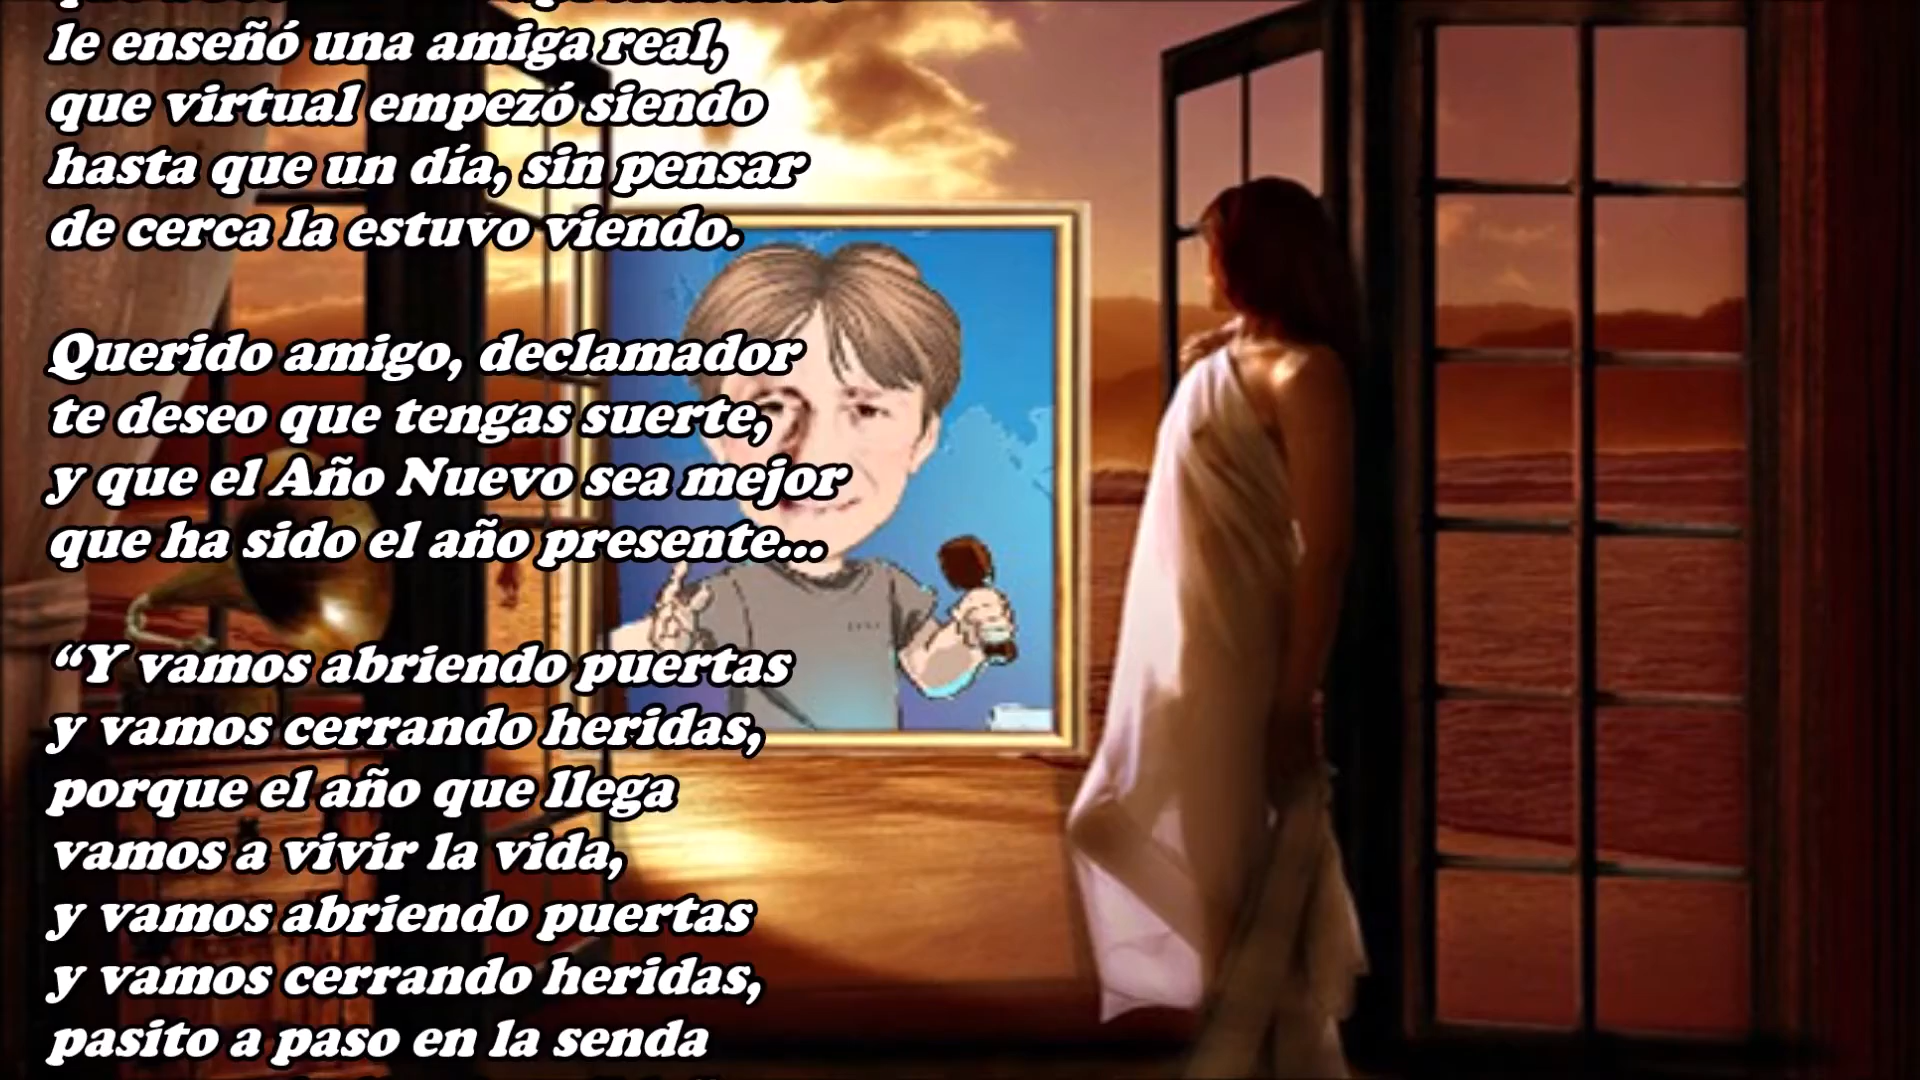 le enseñó una amiga real,
que virtual empezó siendo
hasta que un día, sin pensar
de cerca la estuvo viendo.
Querido amigo, declamador
te deseo que tengas suerte,
y que el Año Nuevo sea mejor
que ha sido el año presente...
“Y vamos abriendo puertas
y vamos cerrando heridas,
porque el año que llega
vamos a vivir la vida,
y vamos abriendo puertas
y vamos cerrando heridas,
pasito a paso en la senda